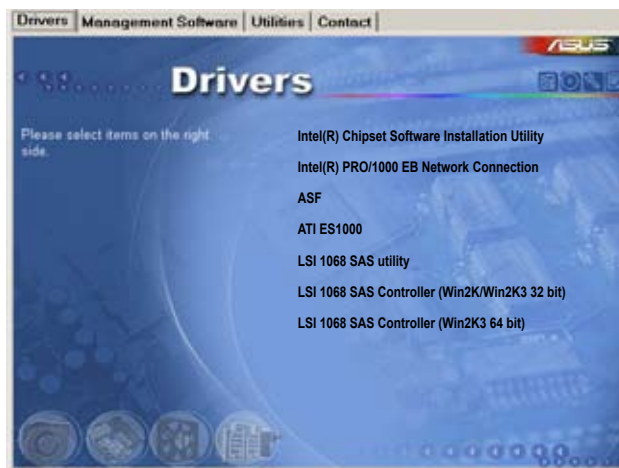 Drivers Management Software Utilities Contact
ASUS
Drivers
Please select items on the right
side.
Intel(R) Chipset Software Installation Utility
Intel(R) PRO/1000 EB Network Connection
ASF
ATI ES1000
LSI 1068 SAS utility
LSI 1068 SAS Controller (Win2K/Win2K3 32 bit)
LSI 1068 SAS Controller (Win2K3 64 bit)